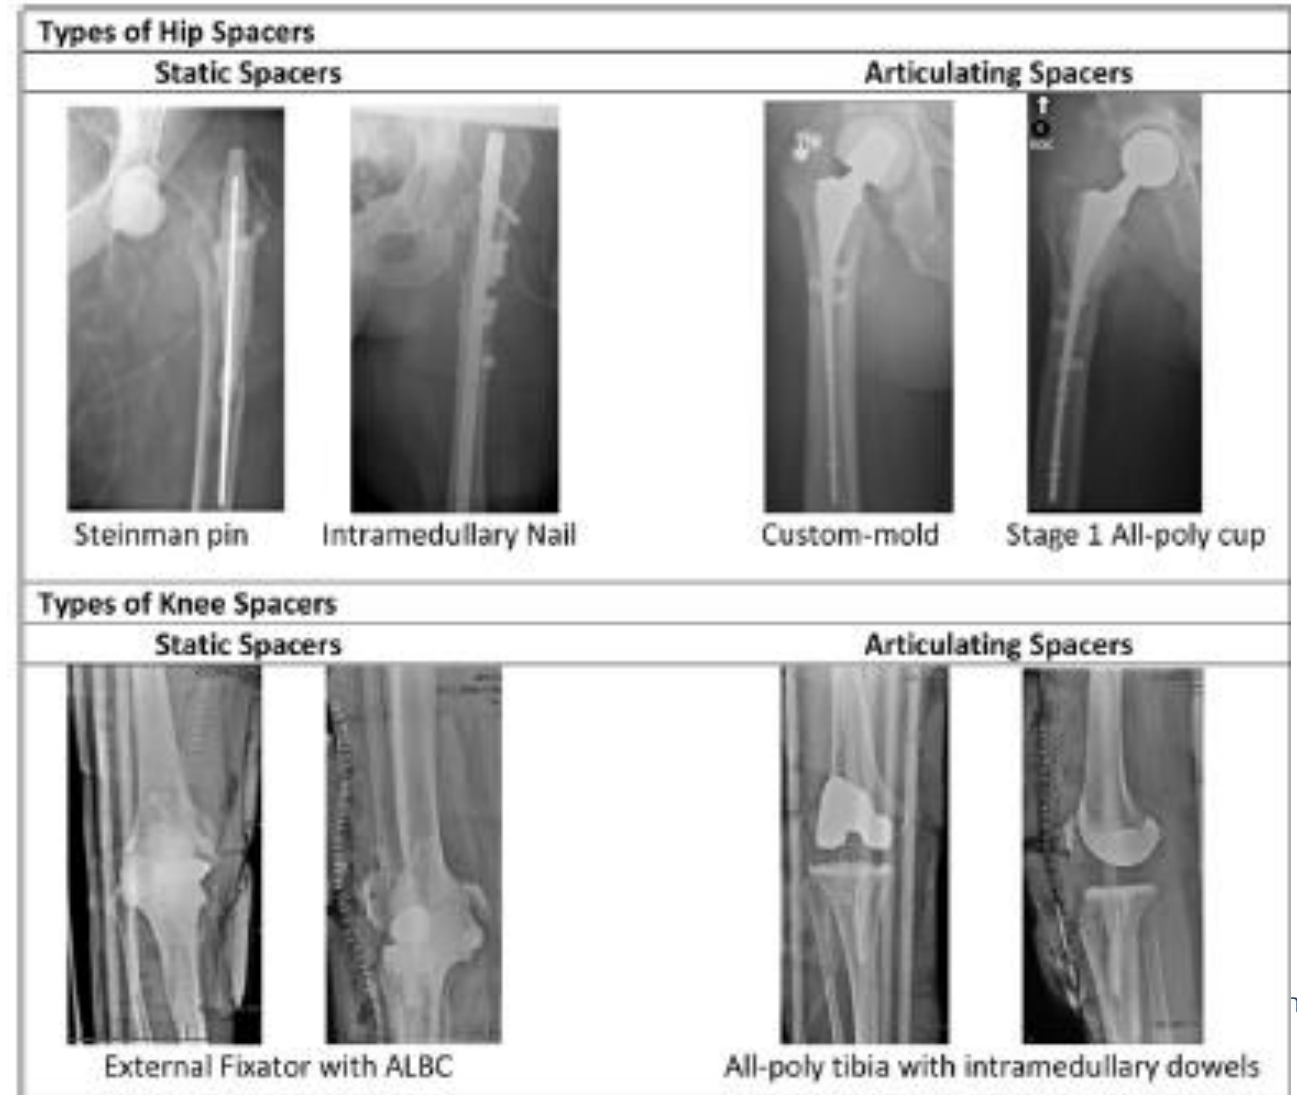 Types of Hip Spacers
Static Spacers
Articulating Spacers
Steinman pin
Intramedullary Nail
Custom-mold
Stage 1 All-poly cup
Types of Knee Spacers
Static Spacers
Articulating Spacers
External Fixator with ALBC
All-poly tibia with intramedullary dowels